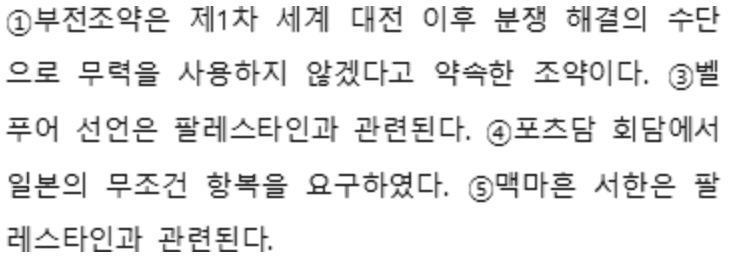 ①부전조약은 제1차 세계 대전 이후 분쟁 해결의 수단
으로 무력을 사용하지 않겠다고 약속한 조약이다. ③벨
푸어 선언은 팔레스타인과 관련된다. ④포츠담 회담에서
일본의 무조건 항복을 요구하였다. ⑤맥마흔 서한은 팔
레스타인과 관련된다.